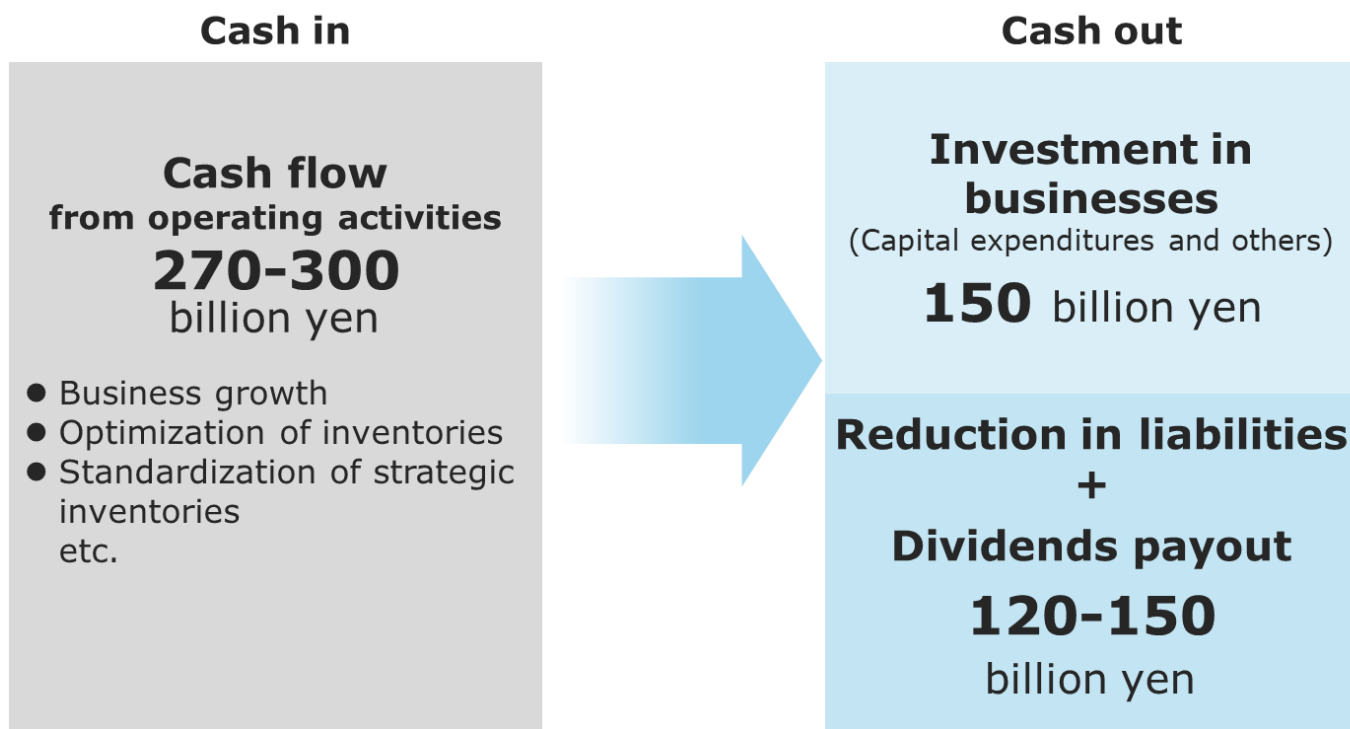 Cash in
Cash flow
from operating activities
270-300
billion yen
● Business growth
● Optimization of inventories
● Standardization of strategic
inventories
etc.
Cash out
Investment in
businesses
(Capital expenditures and others)
150 billion yen
Reduction in liabilities
+
Dividends payout
120-150
billion yen